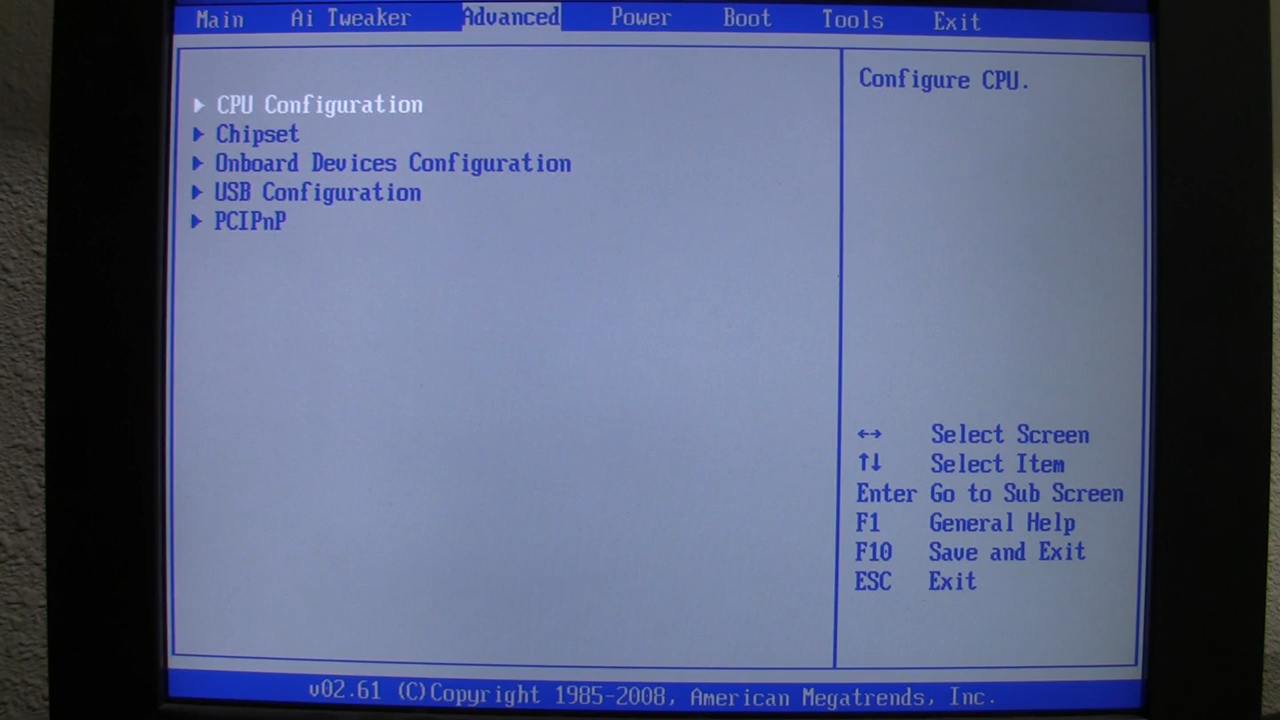 Main Ai Tweaker Advanced Power Boot Tools Exit
CPU Configuration
Chipset
Onboard Devices Configuration
USB Configuration
PCIPnP
Configure CPU.
↔ Select Screen
↑↓ Select Item
Enter Go to Sub Screen
F1 General Help
F10 Save and Exit
ESC Exit
v02.61 (C)Copyright 1985-2008, American Megatrends, Inc.